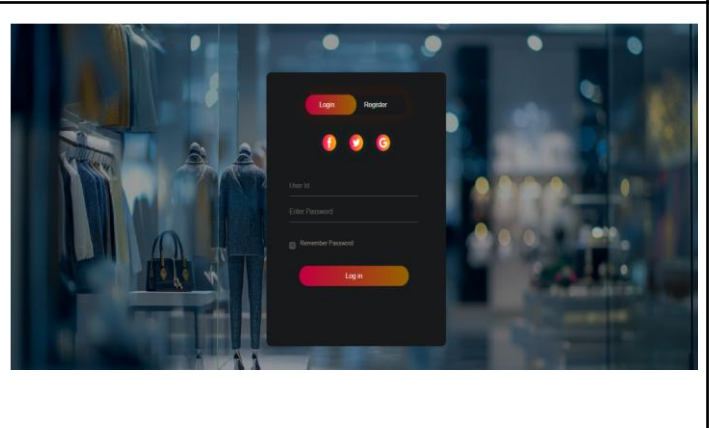 Login Register
f G
User Id
Enter Password
Remember Password
Log in